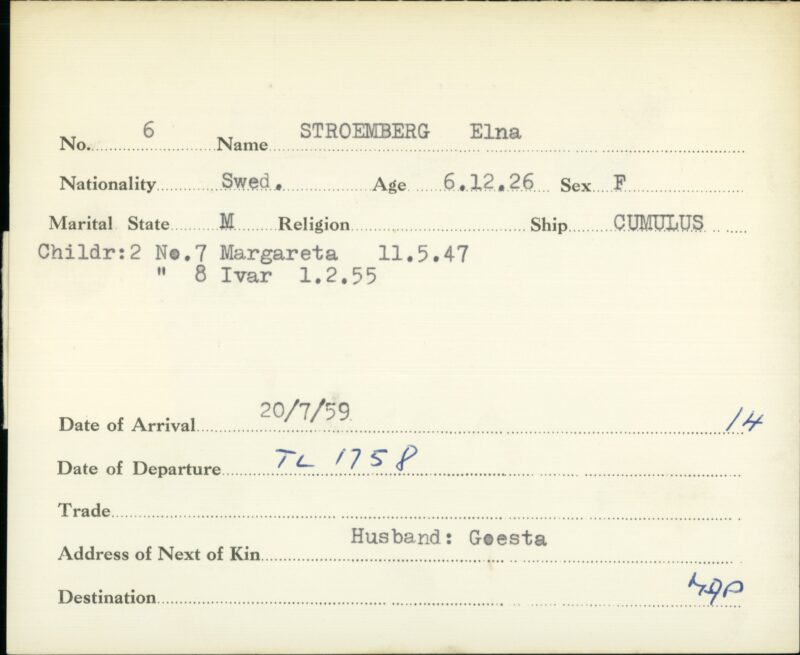 No. 6 Name STROEMBERG Elna
Nationality Swed. Age 6.12.26 Sex F
Marital State M Religion Ship CUMULUS
Childr:2 No.7 Margareta 11.5.47
" 8 Ivar 1.2.55
Date of Arrival 20/7/59 14
Date of Departure TL 1758
Trade
Address of Next of Kin Husband: Goesta
Destination